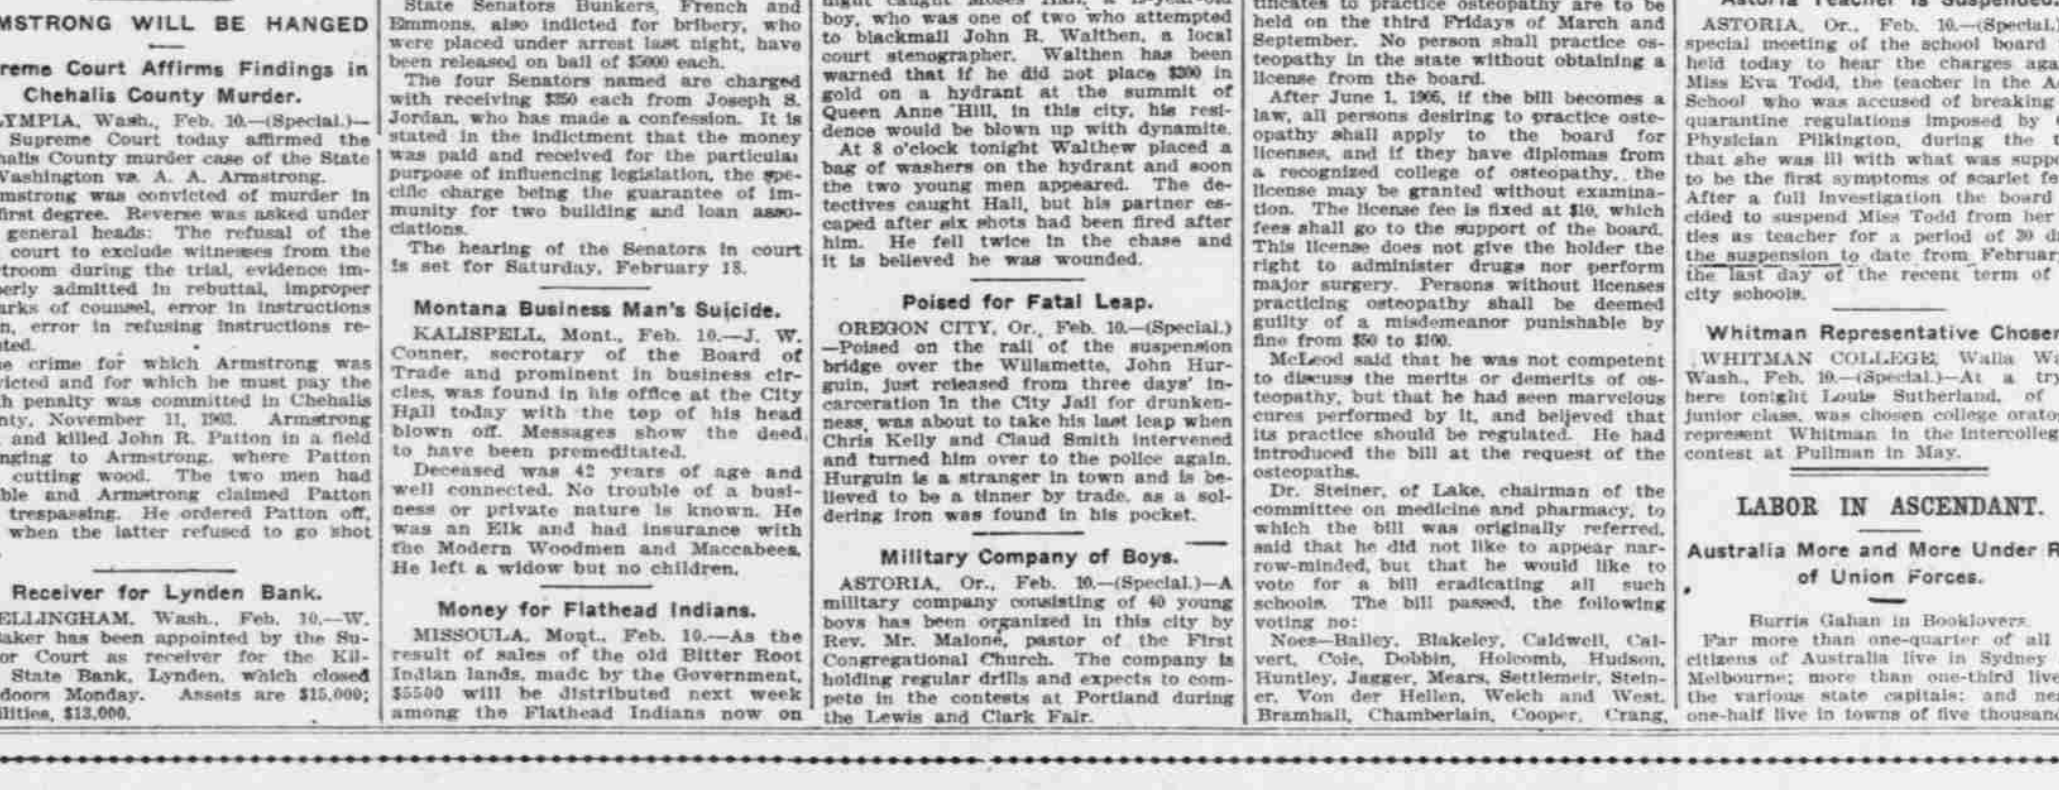 MSTRONG WILL BE HANGED
reme Court Affirms Findings in
Chehalis County Murder.
YMPIA, Wash., Feb. 10.—(Special.)—
Supreme Court today affirmed the
halis County murder case of the State
Washington vs. A. A. Armstrong.
mstrong was convicted of murder in
first degree. Reverse was asked under
general heads: The refusal of the
court to exclude witnesses from the
troom during the trial, evidence im-
erly admitted in rebuttal, improper
arks of counsel, error in instructions
n, error in refusing instructions re-
ted.
e crime for which Armstrong was
icted and for which he must pay the
h penalty was committed in Chehalis
nty, November 11, 1903. Armstrong
and killed John R. Patton in a field
nging to Armstrong, where Patton
cutting wood. The two men had
ble and Armstrong claimed Patton
trespassing. He ordered Patton off,
when the latter refused to go shot
Receiver for Lynden Bank.
ELLINGHAM, Wash., Feb. 10.—W.
aker has been appointed by the Su-
or Court as receiver for the Kil-
State Bank, Lynden, which closed
doors Monday. Assets are $15,000;
ilities, $13,000.
State Senators Bunkers, French and
Emmons, also indicted for bribery, who
were placed under arrest last night, have
been released on bail of $5000 each.
The four Senators named are charged
with receiving $350 each from Joseph S.
Jordan, who has made a confession. It is
stated in the indictment that the money
was paid and received for the particular
purpose of influencing legislation, the spe-
cific charge being the guarantee of im-
munity for two building and loan asso-
ciations.
The hearing of the Senators in court
is set for Saturday, February 18.
Montana Business Man's Suicide.
KALISPELL, Mont., Feb. 10.—J. W.
Conner, secretary of the Board of
Trade and prominent in business cir-
cles, was found in his office at the City
Hall today with the top of his head
blown off. Messages show the deed
to have been premeditated.
Deceased was 42 years of age and
well connected. No trouble of a busi-
ness or private nature is known. He
was an Elk and had insurance with
the Modern Woodmen and Maccabees.
He left a widow but no children.
Money for Flathead Indians.
MISSOULA, Mont., Feb. 10.—As the
result of sales of the old Bitter Root
Indian lands, made by the Government,
$5500 will be distributed next week
among the Flathead Indians now on
boy, who was one of two who attempted
to blackmail John R. Walthen, a local
court stenographer. Walthen has been
warned that if he did not place $200 in
gold on a hydrant at the summit of
Queen Anne Hill, in this city, his resi-
dence would be blown up with dynamite.
At 8 o'clock tonight Walthew placed a
bag of washers on the hydrant and soon
the two young men appeared. The de-
tectives caught Hall, but his partner es-
caped after six shots had been fired after
him. He fell twice in the chase and
it is believed he was wounded.
Poised for Fatal Leap.
OREGON CITY, Or., Feb. 10.—(Special.)
—Poised on the rail of the suspension
bridge over the Willamette, John Hur-
guin, just released from three days' in-
carceration in the City Jail for drunken-
ness, was about to take his last leap when
Chris Kelly and Claud Smith intervened
and turned him over to the police again.
Hurguin is a stranger in town and is be-
lieved to be a tinner by trade, as a sol-
dering iron was found in his pocket.
Military Company of Boys.
ASTORIA, Or., Feb. 10.—(Special.)—A
military company consisting of 40 young
boys has been organized in this city by
Rev. Mr. Malone, pastor of the First
Congregational Church. The company is
holding regular drills and expects to com-
pete in the contests at Portland during
the Lewis and Clark Fair.
tificates to practice osteopathy are to be
held on the third Fridays of March and
September. No person shall practice os-
teopathy in the state without obtaining a
license from the board.
After June 1, 1905, if the bill becomes a
law, all persons desiring to practice oste-
opathy shall apply to the board for
licenses, and if they have diplomas from
a recognized college of osteopathy, the
license may be granted without examina-
tion. The license fee is fixed at $10, which
fees shall go to the support of the board.
This license does not give the holder the
right to administer drugs nor perform
major surgery. Persons without licenses
practicing osteopathy shall be deemed
guilty of a misdemeanor punishable by
fine from $50 to $100.
McLeod said that he was not competent
to discuss the merits or demerits of os-
teopathy, but that he had seen marvelous
cures performed by it, and believed that
its practice should be regulated. He had
introduced the bill at the request of the
osteopaths.
Dr. Steiner, of Lake, chairman of the
committee on medicine and pharmacy, to
which the bill was originally referred,
said that he did not like to appear nar-
row-minded, but that he would like to
vote for a bill eradicating all such
schools. The bill passed, the following
voting no:
Noes—Bailey, Blakeley, Caldwell, Cal-
vert, Cole, Dobbin, Holcomb, Hudson,
Huntley, Jagger, Mears, Settlemeir, Stein-
er, Von der Hellen, Welch and West.
Bramhall, Chamberlain, Cooper, Crang,
Astoria Teacher Is Suspended.
ASTORIA, Or., Feb. 10.—(Special.)
special meeting of the school board
held today to hear the charges aga
Miss Eva Todd, the teacher in the A
School who was accused of breaking
quarantine regulations imposed by
Physician Pilkington, during the t
that she was ill with what was suppo
to be the first symptoms of scarlet fe
After a full investigation the board
cided to suspend Miss Todd from her
ties as teacher for a period of 30 da
the suspension to date from Februar
the last day of the recent term of
city schools.
Whitman Representative Chosen
WHITMAN COLLEGE, Walla Wa
Wash., Feb. 10.—(Special.)—At a try
here tonight Louis Sutherland, of
junior class, was chosen college orato
represent Whitman in the Intercolleg
contest at Pullman in May.
LABOR IN ASCENDANT.
Australia More and More Under R
of Union Forces.
Burris Gahan in Booklovers.
Far more than one-quarter of all
citizens of Australia live in Sydney
Melbourne; more than one-third live
the various state capitals; and ne
one-half live in towns of five thousand